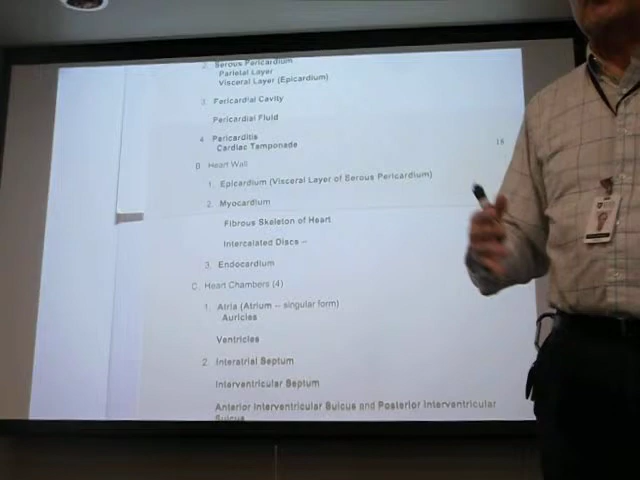 2. Serous Pericardium
Parietal Layer
Visceral Layer (Epicardium)
3. Pericardial Cavity
Pericardial Fluid
4. Pericarditis
Cardiac Temponade
18
B. Heart Wall
1. Epicardium (Visceral Layer of Serous Pericardium)
2. Myocardium
Fibrous Skeleton of Heart
Intercalated Discs --
3. Endocardium
C. Heart Chambers (4)
1. Atria (Atrium -- singular form)
Auricles
Ventricles
2. Interatrial Septum
Interventricular Septum
Anterior Interventricular Sulcus and Posterior Interventricular
Sulcus